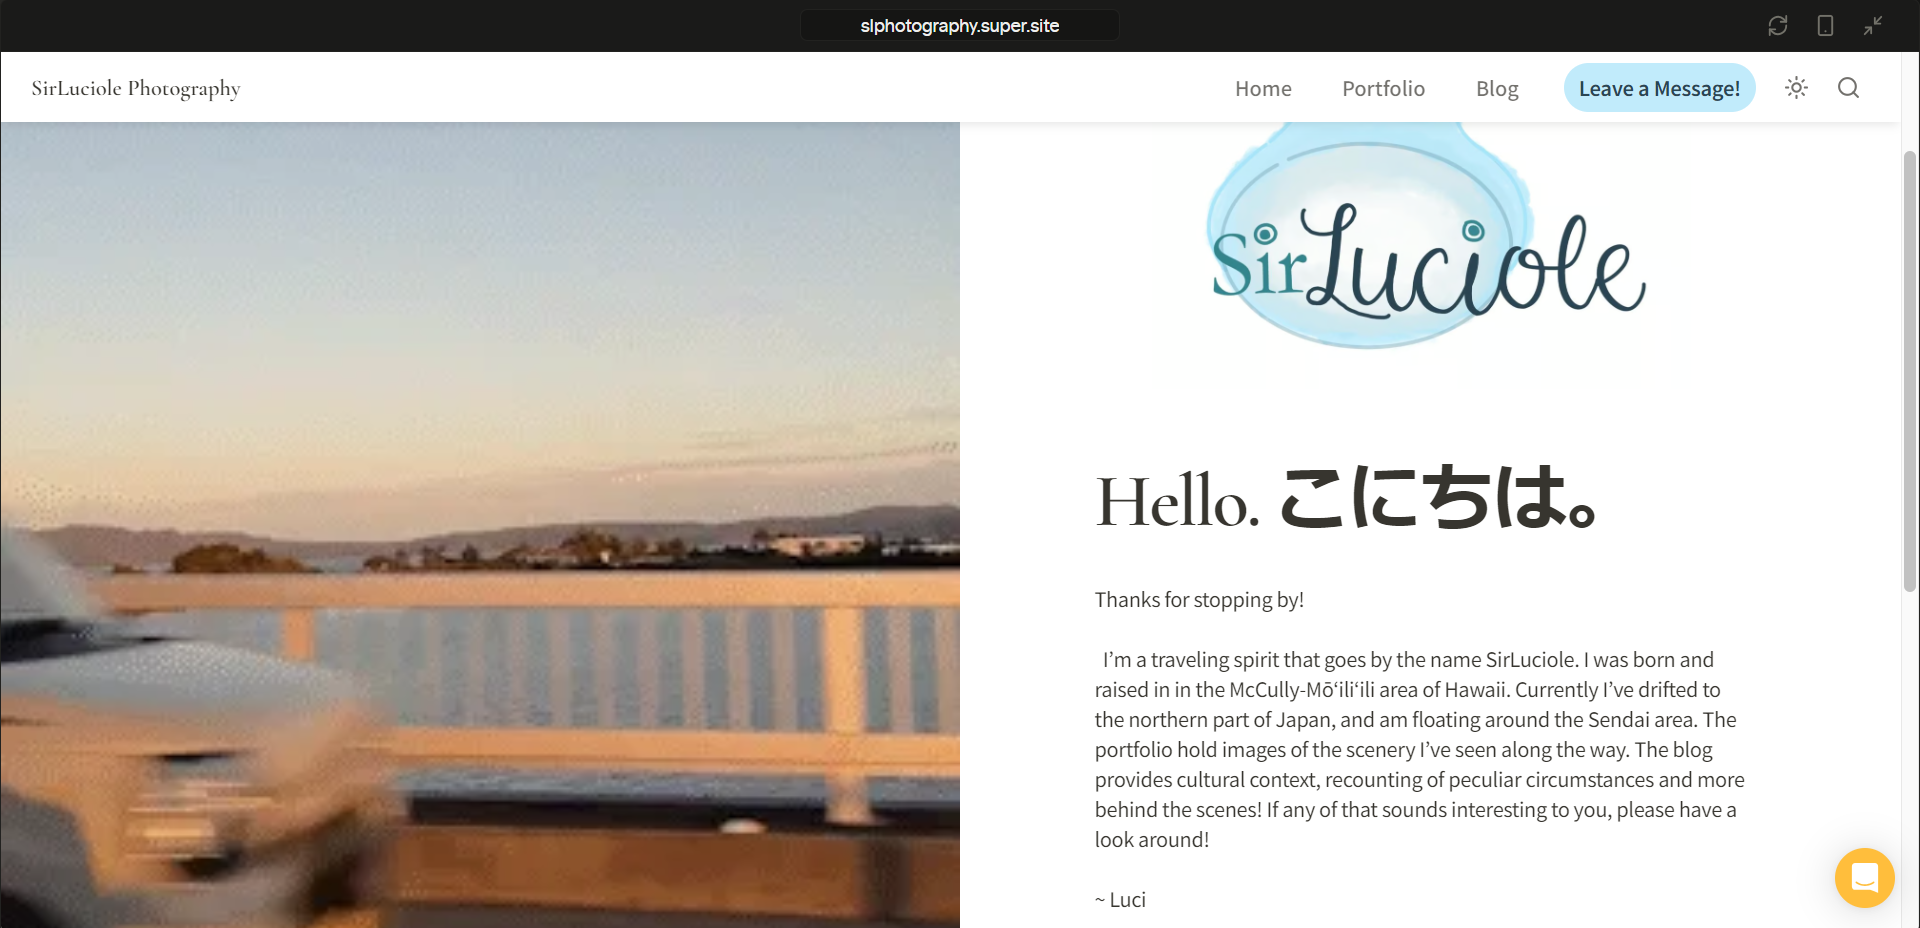 slphotography.super.site
SirLuciole Photography
Home
Portfolio
Blog
Leave a Message!
SirLuciole
Hello. こにちは。
Thanks for stopping by!
I’m a traveling spirit that goes by the name SirLuciole. I was born and
raised in in the McCully-Mōʻiliʻili area of Hawaii. Currently I’ve drifted to
the northern part of Japan, and am floating around the Sendai area. The
portfolio hold images of the scenery I’ve seen along the way. The blog
provides cultural context, recounting of peculiar circumstances and more
behind the scenes! If any of that sounds interesting to you, please have a
look around!
~ Luci